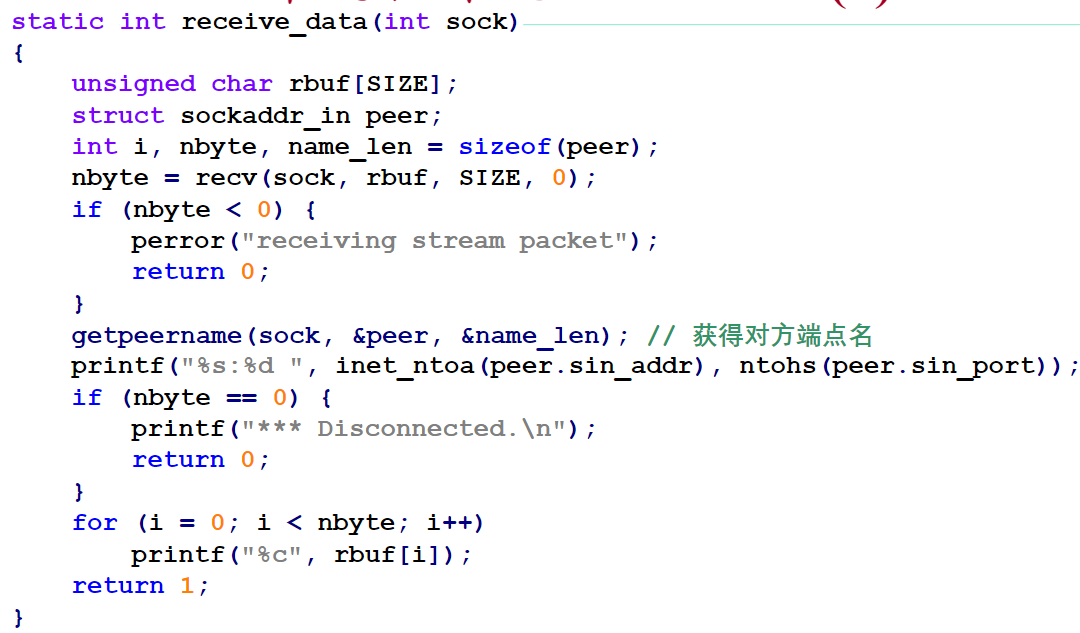 static int receive_data(int sock)
{
    unsigned char rbuf[SIZE];
    struct sockaddr_in peer;
    int i, nbyte, name_len = sizeof(peer);
    nbyte = recv(sock, rbuf, SIZE, 0);
    if (nbyte < 0) {
        perror("receiving stream packet");
        return 0;
    }
    getpeername(sock, &peer, &name_len); // 获得对方端点名
    printf("%s:%d ", inet_ntoa(peer.sin_addr), ntohs(peer.sin_port));
    if (nbyte == 0) {
        printf("*** Disconnected.\n");
        return 0;
    }
    for (i = 0; i < nbyte; i++)
        printf("%c", rbuf[i]);
    return 1;
}